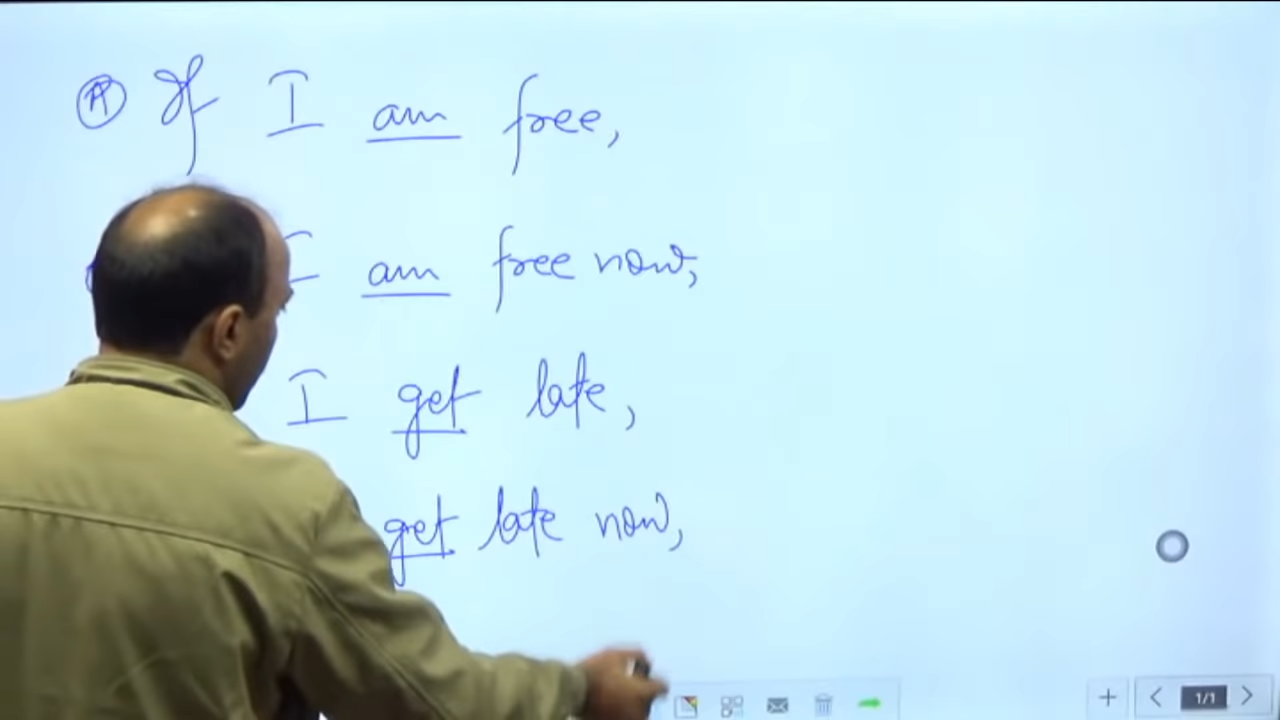 A If I am free,
I am free now,
I get late,
get late now,
1/1